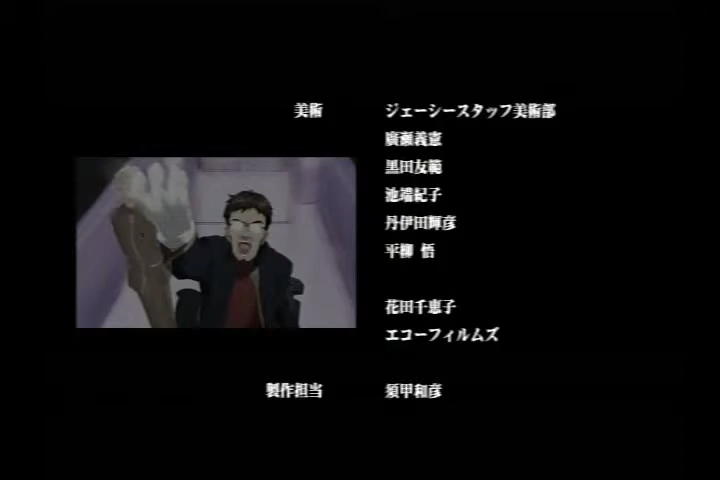 美術 ジェーシースタッフ美術部
廣瀬義憲
黒田友範
池端紀子
丹伊田輝彦
平柳 悟
花田千恵子
エコーフィルムズ
製作担当 須甲和彦